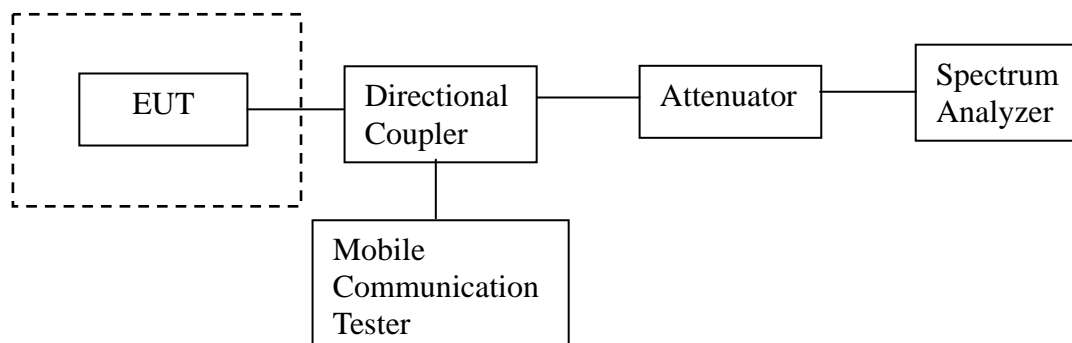 EUT
Directional
Coupler
Attenuator
Spectrum
Analyzer
Mobile
Communication
Tester